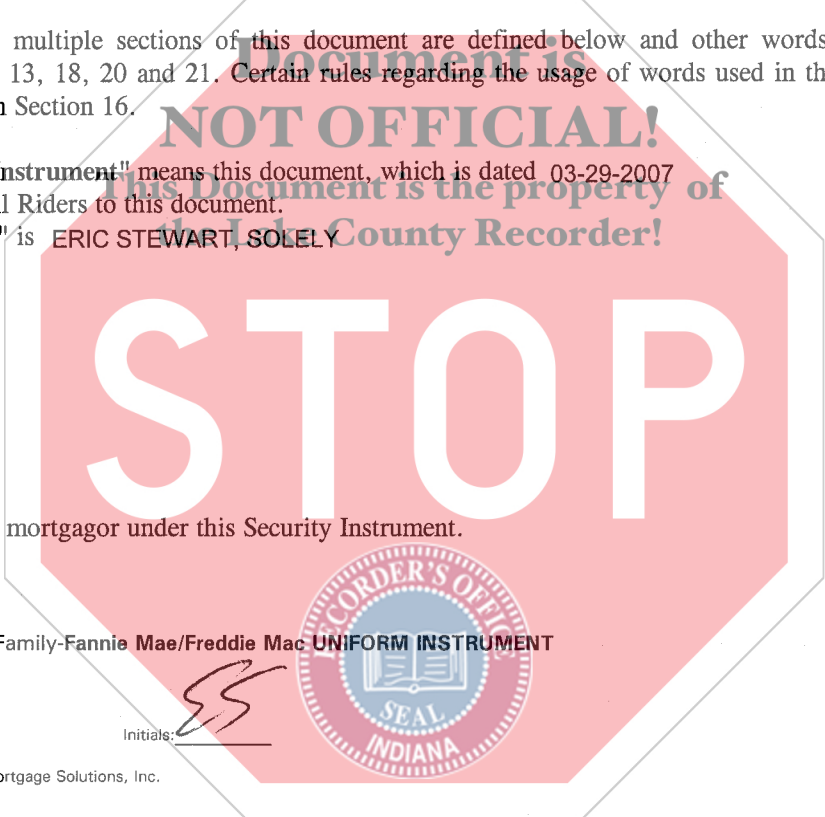 multiple sections of this document are defined below and other words
Document is
13, 18, 20 and 21. Certain rules regarding the usage of words used in th
n Section 16.
NOT OFFICIAL!
nstrument" means this document, which is dated 03-29-2007
This Document is the property of
l Riders to this document.
the Lake County Recorder!
" is ERIC STEWART, SOLELY
STOP
mortgagor under this Security Instrument.
RECORDER'S OFFICE
Family-Fannie Mae/Freddie Mac UNIFORM INSTRUMENT
SEAL
Initials:
INDIANA
ortgage Solutions, Inc.